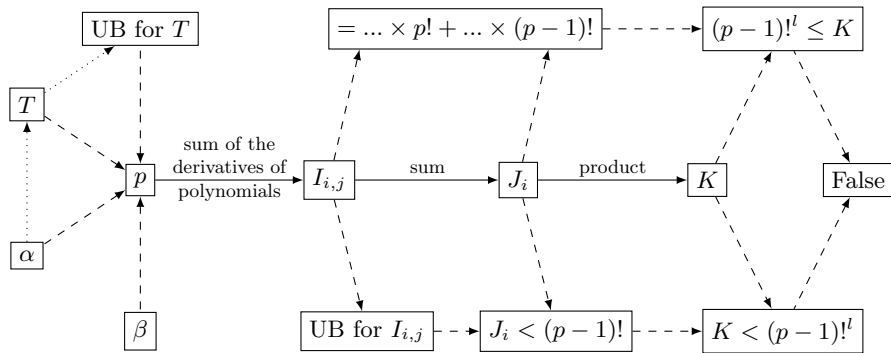 UB for T
= ... × p! + ... × (p − 1)!
(p − 1)!^l ≤ K
T
sum of the
derivatives of
polynomials
sum
product
p
I_{i,j}
J_i
K
False
α
β
UB for I_{i,j}
J_i < (p − 1)!
K < (p − 1)!^l